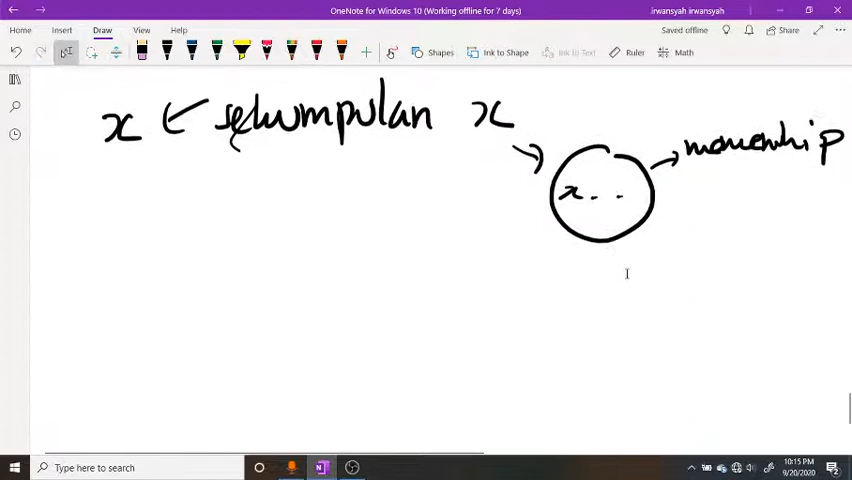 OneNote for Windows 10 (Working offline for 7 days)
irwansyah irwansyah
Home Insert Draw View Help
Saved offline Share
Shapes Ink to Shape Ink to Text Ruler Math
x ← sekumpulan x
x . .
→ momenship
Type here to search
10:15 PM
9/20/2020
2